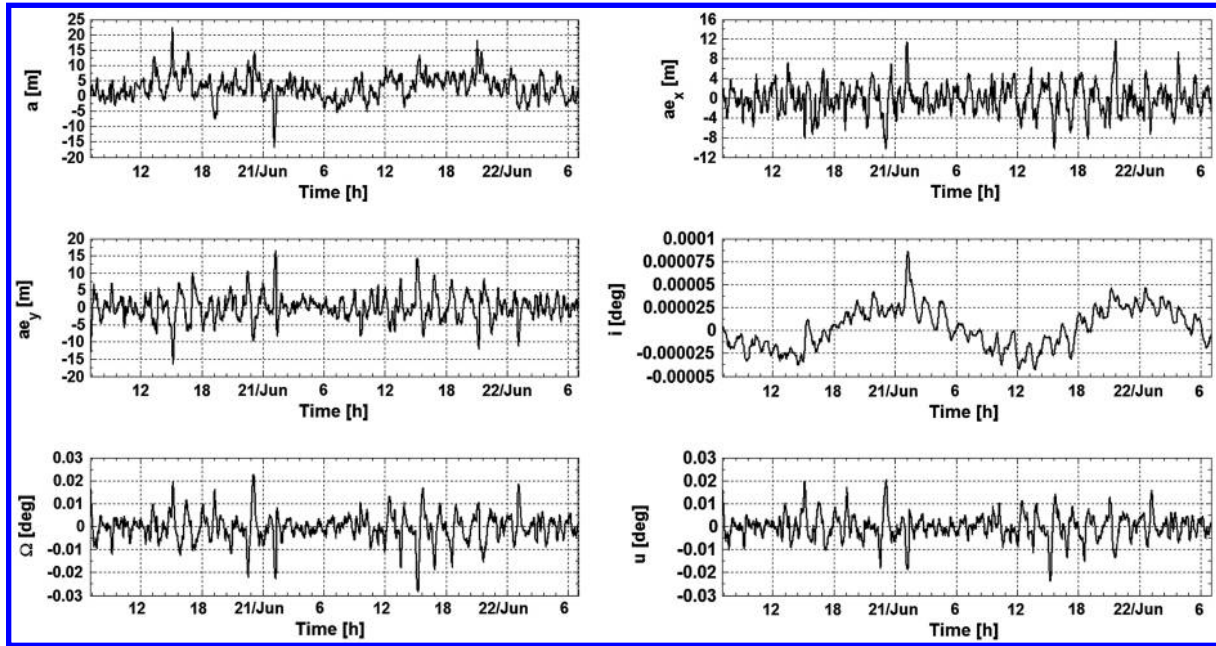 25
20
15
10
5
0
-5
-10
-15
-20
a [m]
12 18 21/Jun 6 12 18 22/Jun 6
Time [h]
16
12
8
4
0
-4
-8
-12
ae_x [m]
12 18 21/Jun 6 12 18 22/Jun 6
Time [h]
20
15
10
5
0
-5
-10
-15
-20
ae_y [m]
12 18 21/Jun 6 12 18 22/Jun 6
Time [h]
0.0001
0.000075
0.00005
0.000025
0
-0.000025
-0.00005
i [deg]
12 18 21/Jun 6 12 18 22/Jun 6
Time [h]
0.03
0.02
0.01
0
-0.01
-0.02
-0.03
Ω [deg]
12 18 21/Jun 6 12 18 22/Jun 6
Time [h]
0.03
0.02
0.01
0
-0.01
-0.02
-0.03
u [deg]
12 18 21/Jun 6 12 18 22/Jun 6
Time [h]